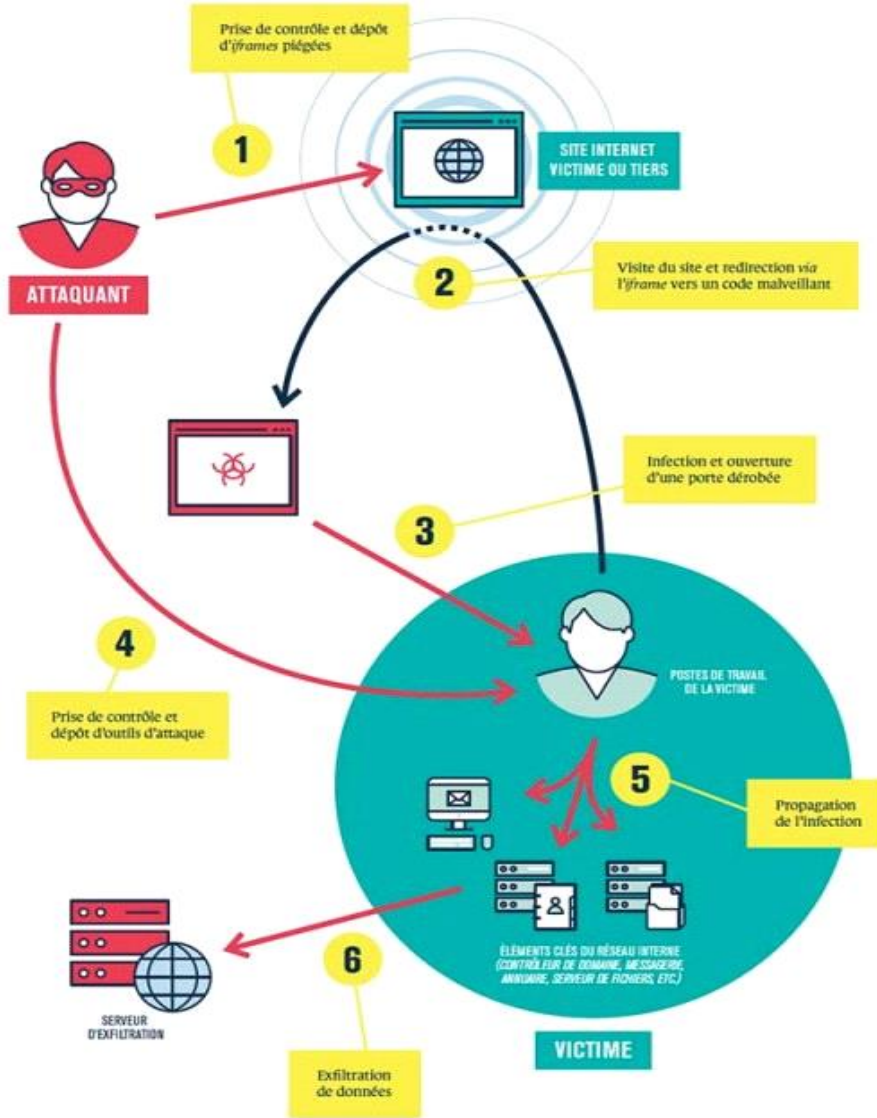 Prise de contrôle et dépôt
d'iframes piégées
1
SITE INTERNET
VICTIME OU TIERS
ATTAQUANT
2
Visite du site et redirection via
l'iframe vers un code malveillant
Infection et ouverture
d'une porte dérobée
3
4
Prise de contrôle et
dépôt d'outils d'attaque
POSTES DE TRAVAIL
DE LA VICTIME
5
Propagation
de l'infection
ÉLÉMENTS CLÉS DU RÉSEAU INTERNE
(CONTRÔLEUR DE DOMAINE, MESSAGERIE,
ANNUAIRE, SERVEUR DE FICHIERS, ETC.)
SERVEUR
D'EXFILTRATION
6
VICTIME
Exfiltration
de données